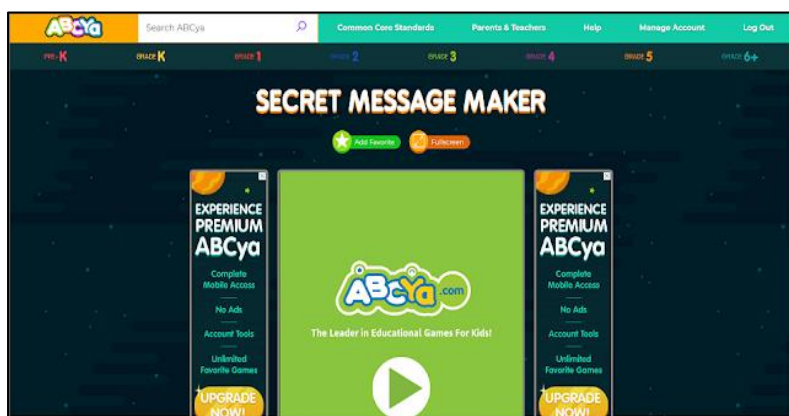 ABCYa
Search ABCya
Common Core Standards
Parents & Teachers
Help
Manage Account
Log Out
PRE-K
GRADE K
GRADE 1
GRADE 2
GRADE 3
GRADE 4
GRADE 5
GRADE 6+
SECRET MESSAGE MAKER
Add Favorite
Fullscreen
EXPERIENCE
PREMIUM
ABCya
Complete
Mobile Access
No Ads
Account Tools
Unlimited
Favorite Games
UPGRADE
NOW!
ABCYa.com
The Leader in Educational Games For Kids!
EXPERIENCE
PREMIUM
ABCya
Complete
Mobile Access
No Ads
Account Tools
Unlimited
Favorite Games
UPGRADE
NOW!